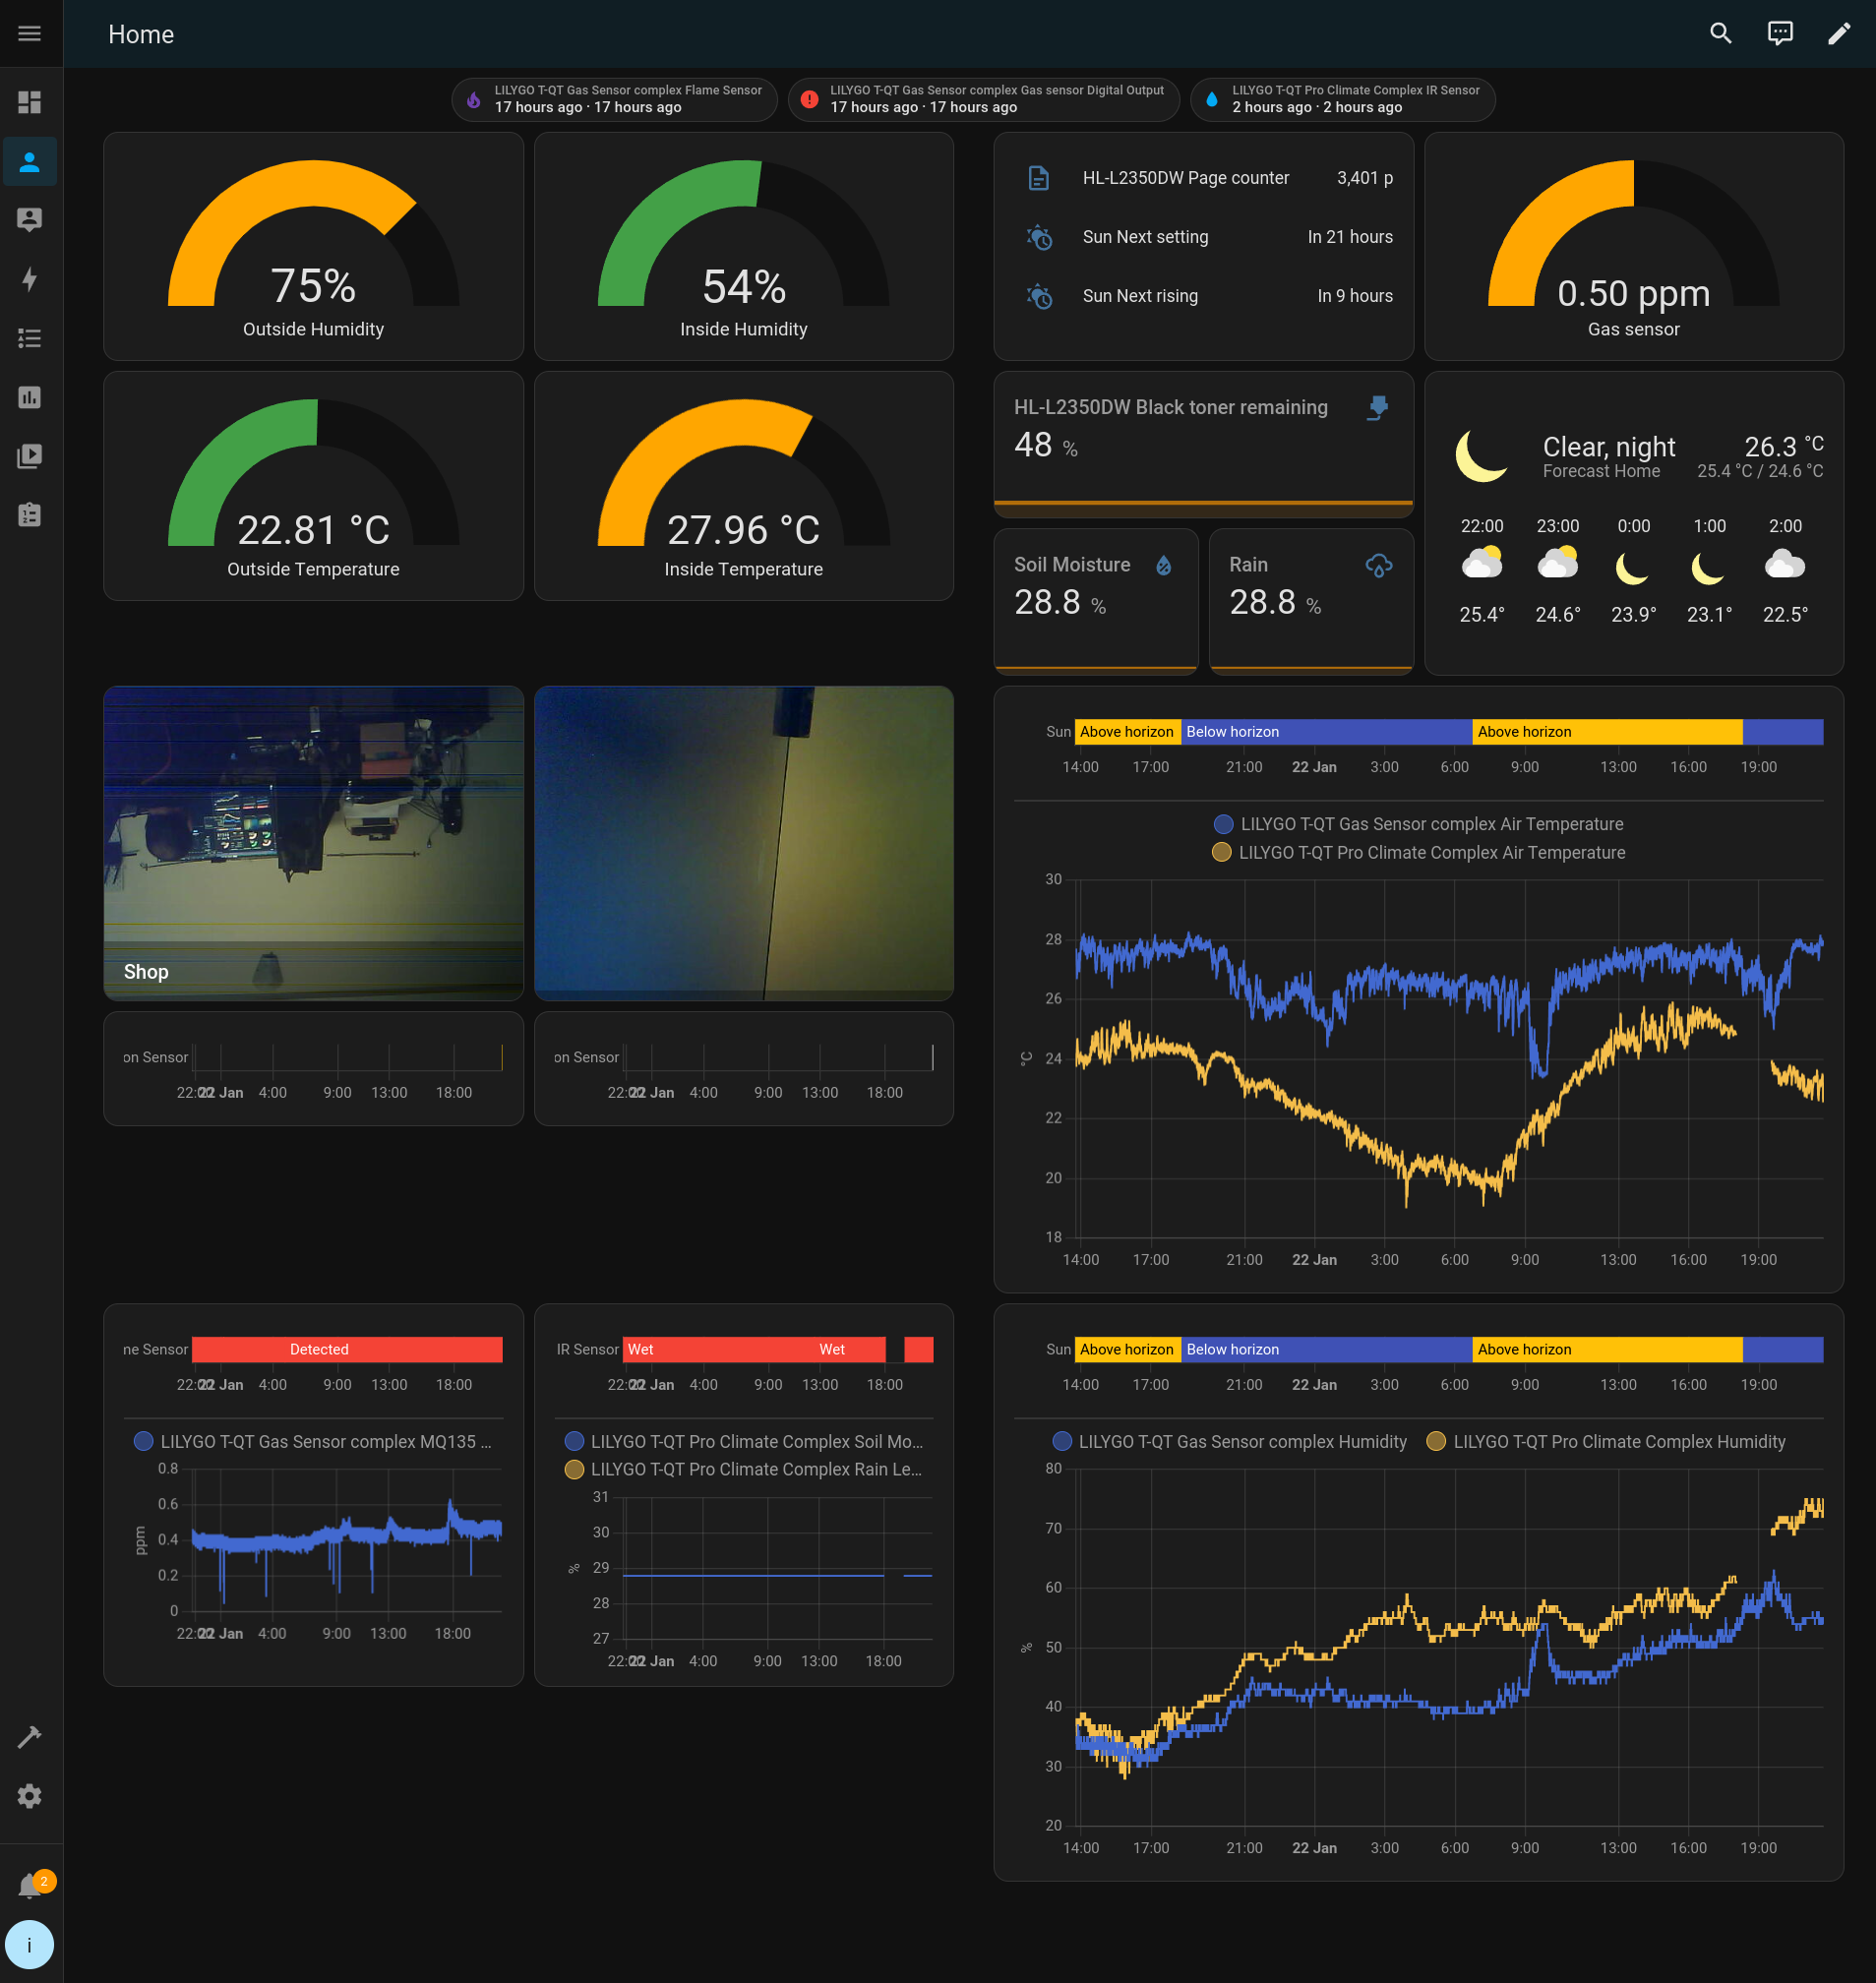 Home
LILYGO T-QT Gas Sensor complex Flame Sensor
17 hours ago · 17 hours ago
LILYGO T-QT Gas Sensor complex Gas sensor Digital Output
17 hours ago · 17 hours ago
LILYGO T-QT Pro Climate Complex IR Sensor
2 hours ago · 2 hours ago
75%
Outside Humidity
54%
Inside Humidity
HL-L2350DW Page counter 3,401 p
Sun Next setting In 21 hours
Sun Next rising In 9 hours
0.50 ppm
Gas sensor
22.81 °C
Outside Temperature
27.96 °C
Inside Temperature
HL-L2350DW Black toner remaining
48 %
Soil Moisture
28.8 %
Rain
28.8 %
Clear, night 26.3 °C
Forecast Home 25.4 °C / 24.6 °C
22:00 23:00 0:00 1:00 2:00
25.4° 24.6° 23.9° 23.1° 22.5°
Shop
on Sensor
22:00 22 Jan 4:00 9:00 13:00 18:00
on Sensor
22:00 22 Jan 4:00 9:00 13:00 18:00
Sun Above horizon Below horizon Above horizon
14:00 17:00 21:00 22 Jan 3:00 6:00 9:00 13:00 16:00 19:00
LILYGO T-QT Gas Sensor complex Air Temperature
LILYGO T-QT Pro Climate Complex Air Temperature
30
28
26
°C
24
22
20
18
14:00 17:00 21:00 22 Jan 3:00 6:00 9:00 13:00 16:00 19:00
ne Sensor Detected
22:00 22 Jan 4:00 9:00 13:00 18:00
LILYGO T-QT Gas Sensor complex MQ135 ...
0.8
0.6
ppm
0.4
0.2
0
22:00 22 Jan 4:00 9:00 13:00 18:00
IR Sensor Wet Wet
22:00 22 Jan 4:00 9:00 13:00 18:00
LILYGO T-QT Pro Climate Complex Soil Mo...
LILYGO T-QT Pro Climate Complex Rain Le...
31
30
%
29
28
27
22:00 22 Jan 4:00 9:00 13:00 18:00
Sun Above horizon Below horizon Above horizon
14:00 17:00 21:00 22 Jan 3:00 6:00 9:00 13:00 16:00 19:00
LILYGO T-QT Gas Sensor complex Humidity LILYGO T-QT Pro Climate Complex Humidity
80
70
60
%
50
40
30
20
14:00 17:00 21:00 22 Jan 3:00 6:00 9:00 13:00 16:00 19:00
2
i